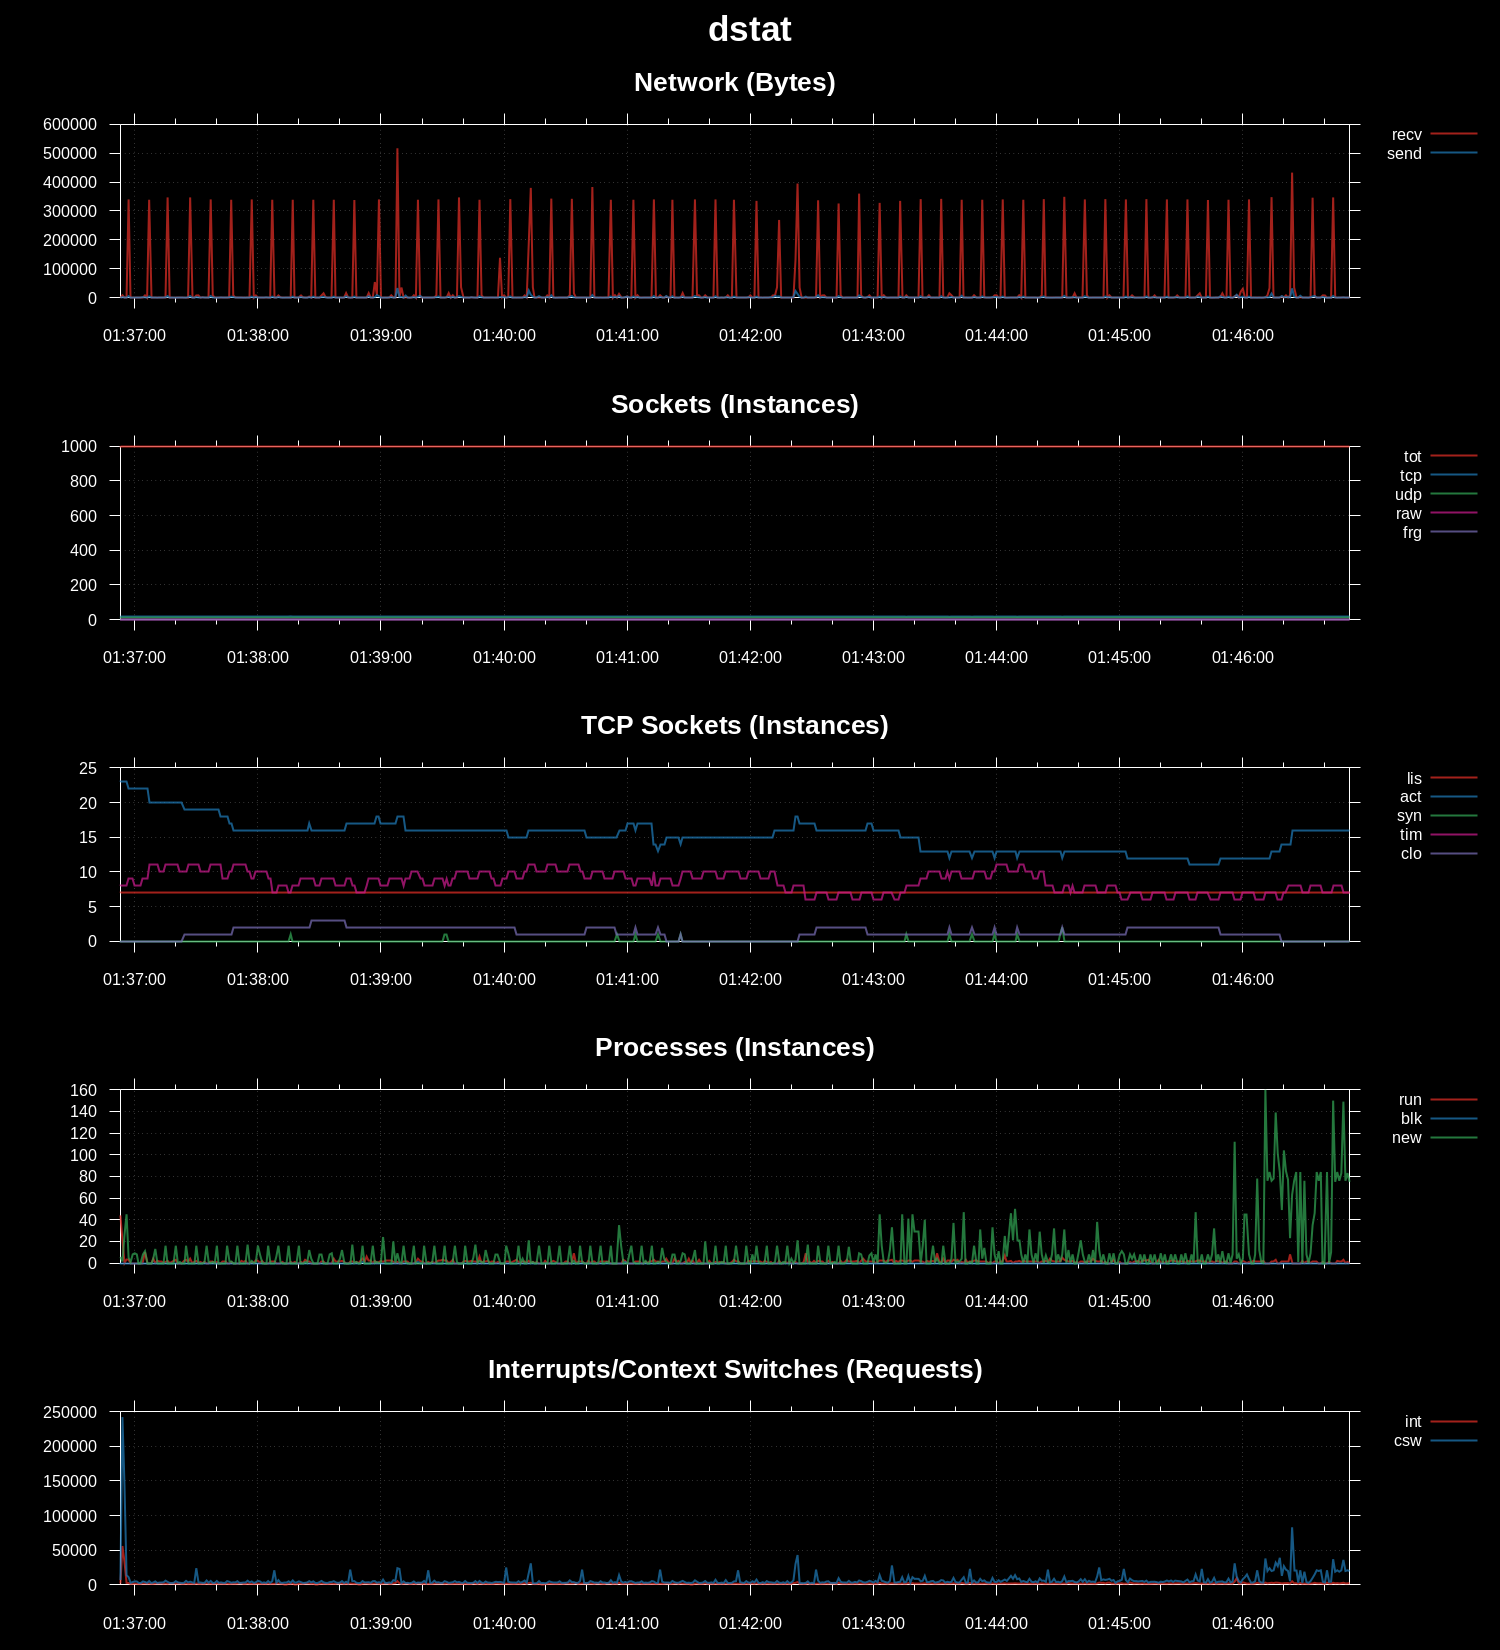 dstat
Network (Bytes)
600000
500000
400000
300000
200000
100000
0
recv
send
01:37:00 01:38:00 01:39:00 01:40:00 01:41:00 01:42:00 01:43:00 01:44:00 01:45:00 01:46:00
Sockets (Instances)
1000
800
600
400
200
0
tot
tcp
udp
raw
frg
01:37:00 01:38:00 01:39:00 01:40:00 01:41:00 01:42:00 01:43:00 01:44:00 01:45:00 01:46:00
TCP Sockets (Instances)
25
20
15
10
5
0
lis
act
syn
tim
clo
01:37:00 01:38:00 01:39:00 01:40:00 01:41:00 01:42:00 01:43:00 01:44:00 01:45:00 01:46:00
Processes (Instances)
160
140
120
100
80
60
40
20
0
run
blk
new
01:37:00 01:38:00 01:39:00 01:40:00 01:41:00 01:42:00 01:43:00 01:44:00 01:45:00 01:46:00
Interrupts/Context Switches (Requests)
250000
200000
150000
100000
50000
0
int
csw
01:37:00 01:38:00 01:39:00 01:40:00 01:41:00 01:42:00 01:43:00 01:44:00 01:45:00 01:46:00